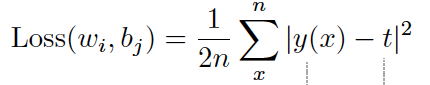 Loss(w_i, b_j) = \frac{1}{2n} \sum_{x}^{n} |y(x) − t|^2